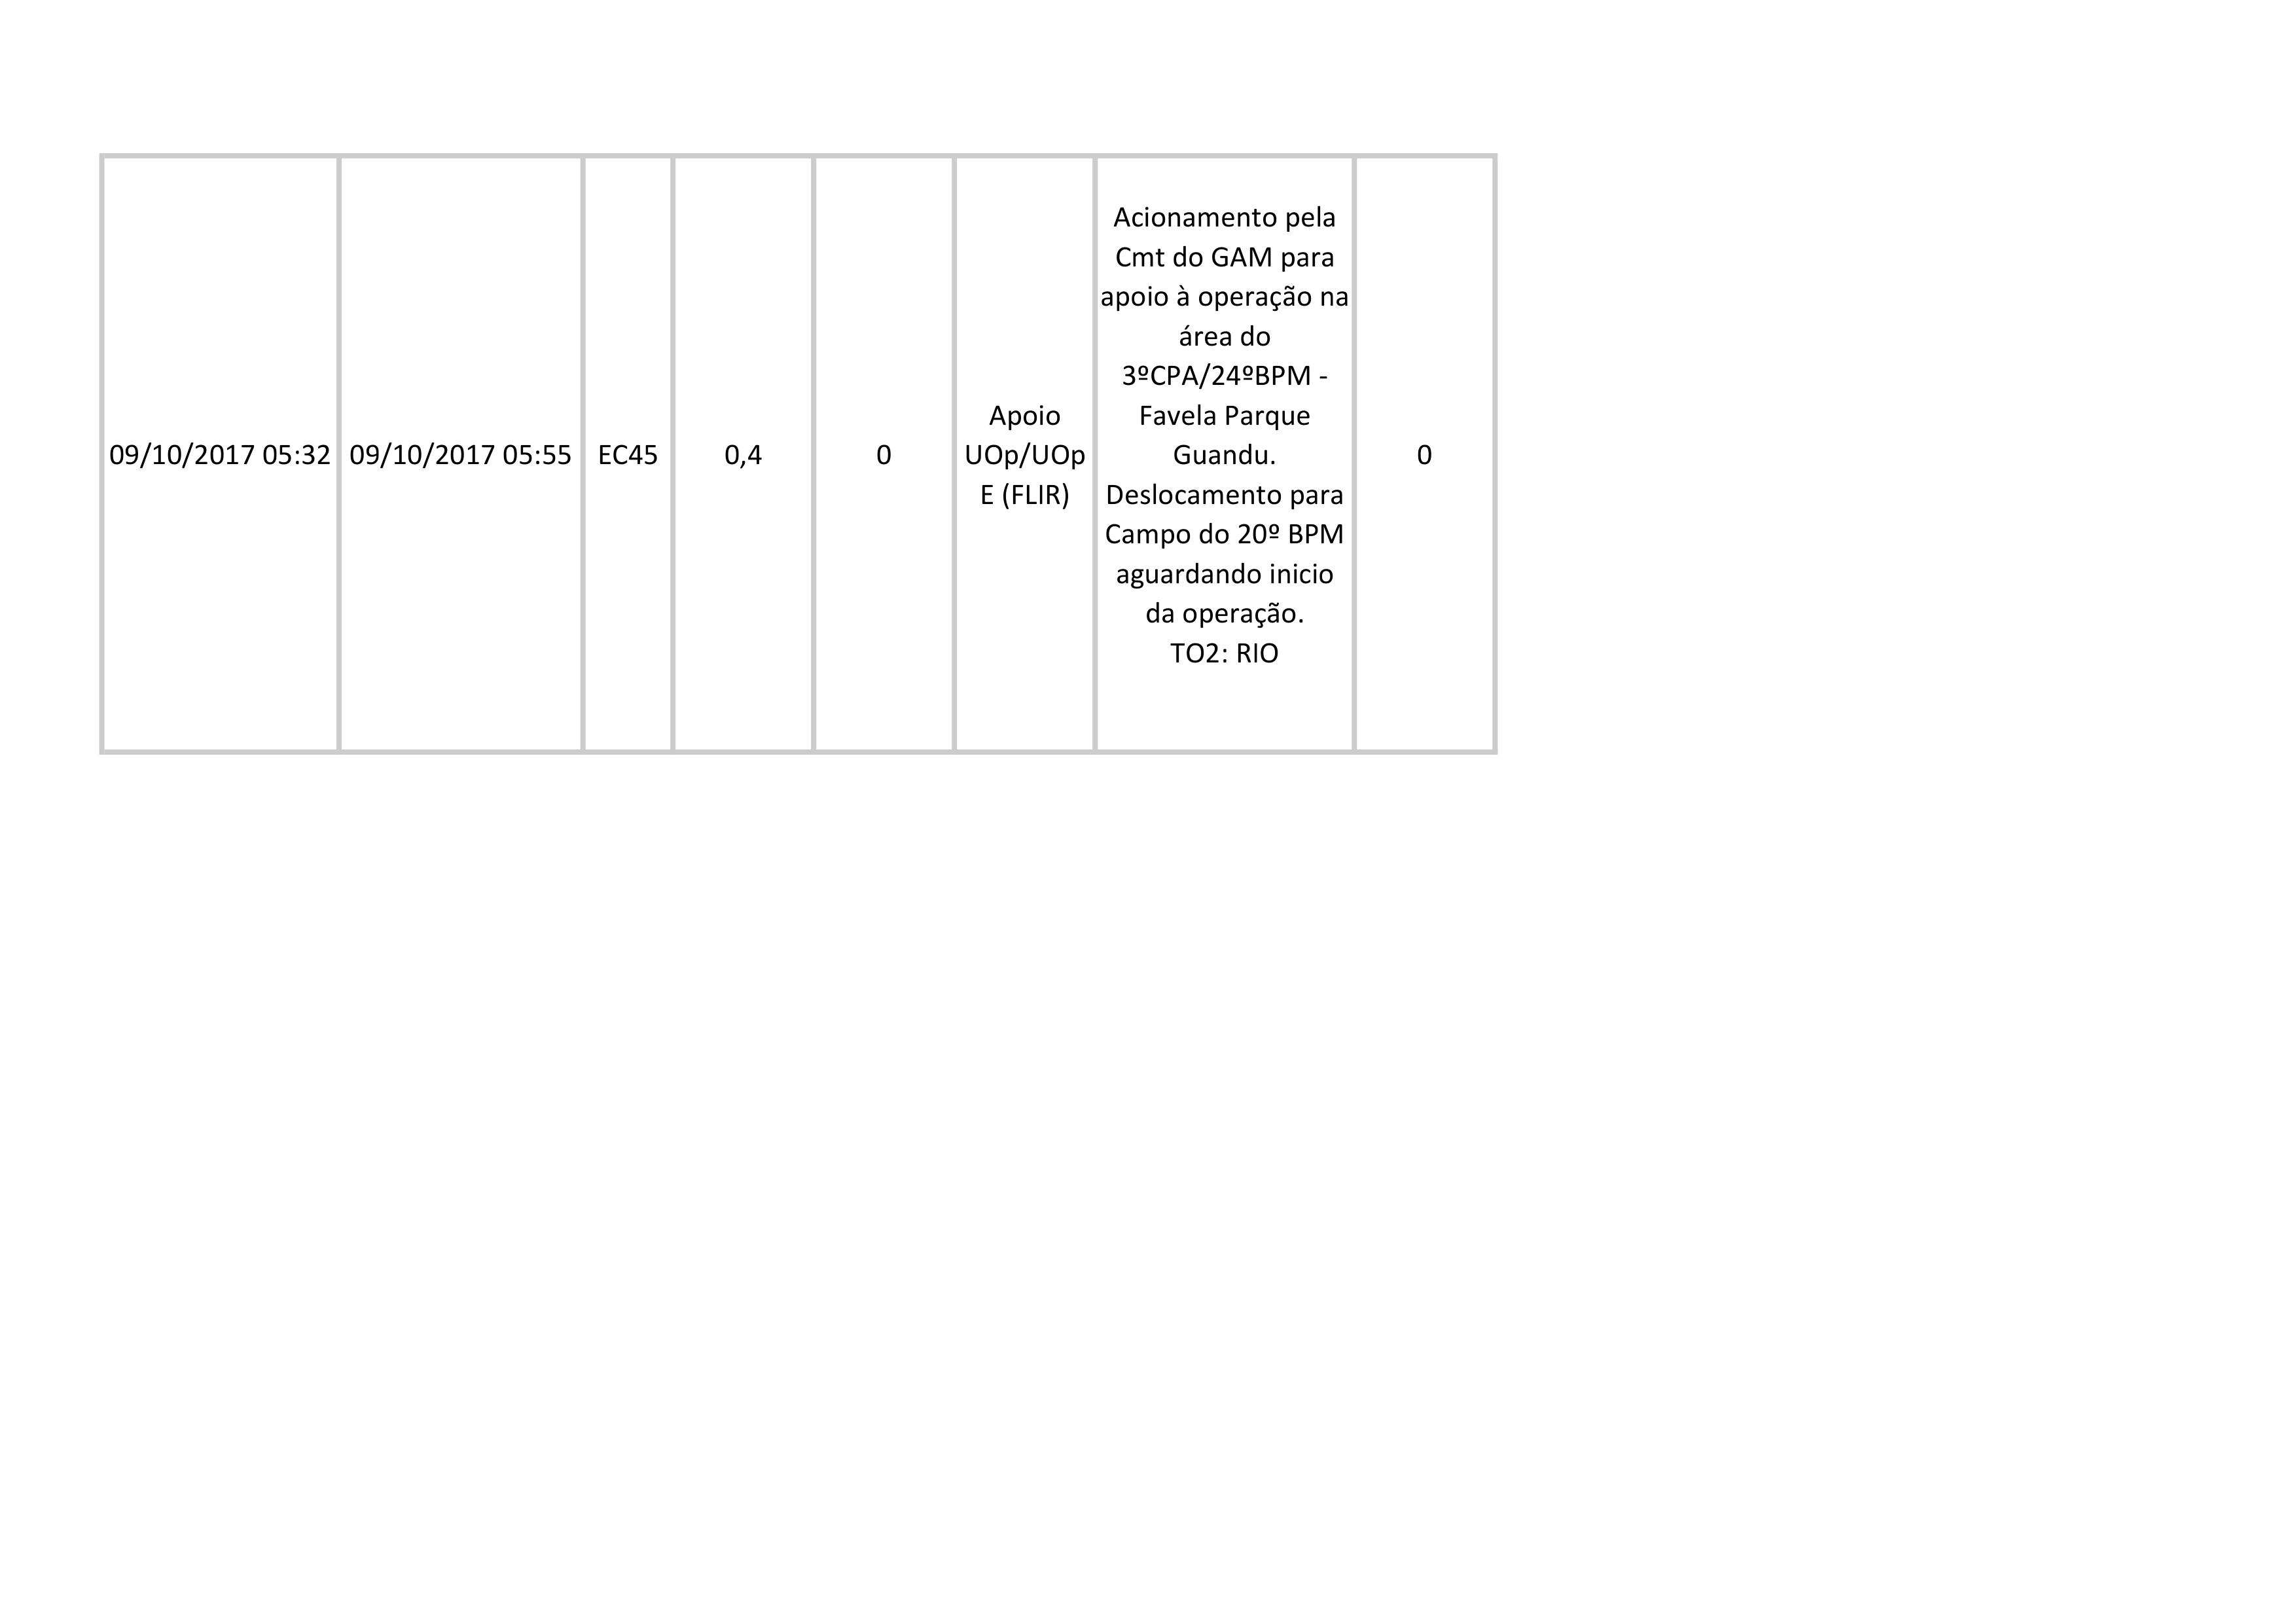 09/10/2017 05:32
09/10/2017 05:55
EC45
0,4
0
Apoio
UOp/UOp
E (FLIR)
Acionamento pela
Cmt do GAM para
apoio à operação na
área do
3ºCPA/24ºBPM -
Favela Parque
Guandu.
Deslocamento para
Campo do 20º BPM
aguardando inicio
da operação.
TO2: RIO
0